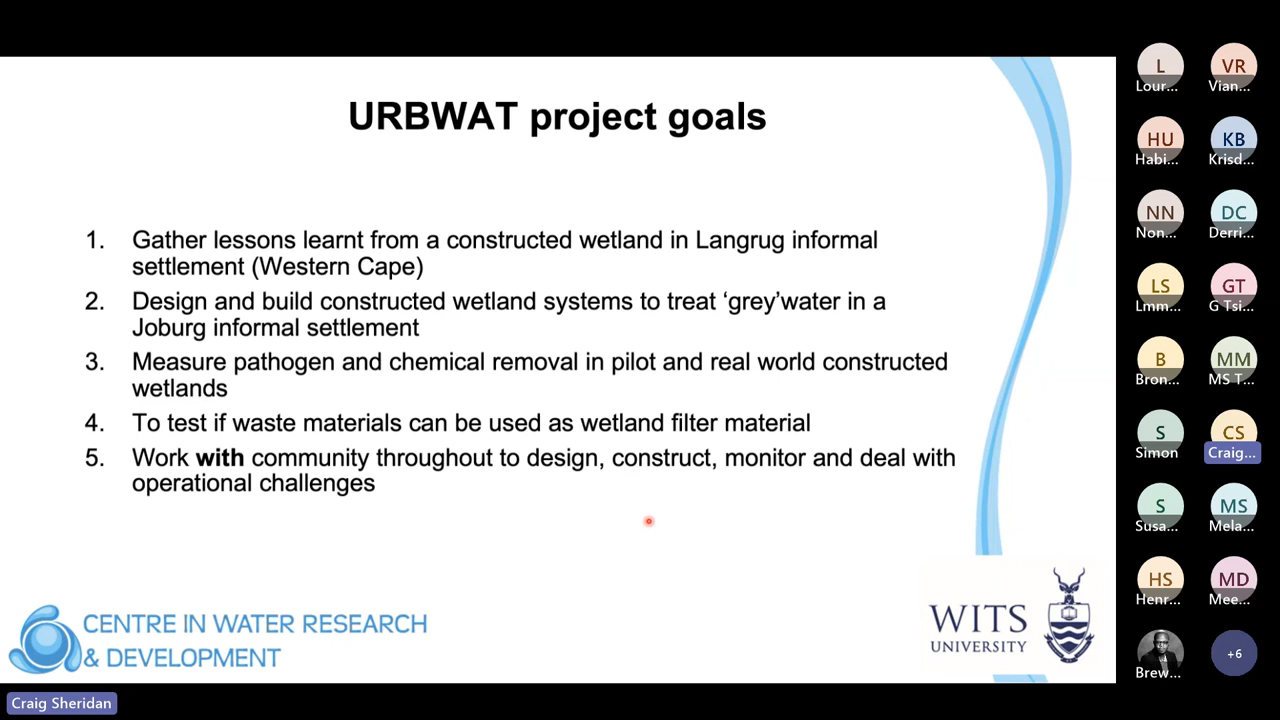 URBWAT project goals
1. Gather lessons learnt from a constructed wetland in Langrug informal
settlement (Western Cape)
2. Design and build constructed wetland systems to treat ‘grey’water in a
Joburg informal settlement
3. Measure pathogen and chemical removal in pilot and real world constructed
wetlands
4. To test if waste materials can be used as wetland filter material
5. Work with community throughout to design, construct, monitor and deal with
operational challenges
CENTRE IN WATER RESEARCH
& DEVELOPMENT
WITS
UNIVERSITY
Craig Sheridan
L
Lour...
VR
Vian...
HU
Habi...
KB
Krisd...
NN
Non...
DC
Derri...
LS
Lmm...
GT
G Tsi...
B
Bron...
MM
MS T...
S
Simon
CS
Craig...
S
Susa...
MS
Mela...
HS
Henr...
MD
Mee...
Brew...
+6